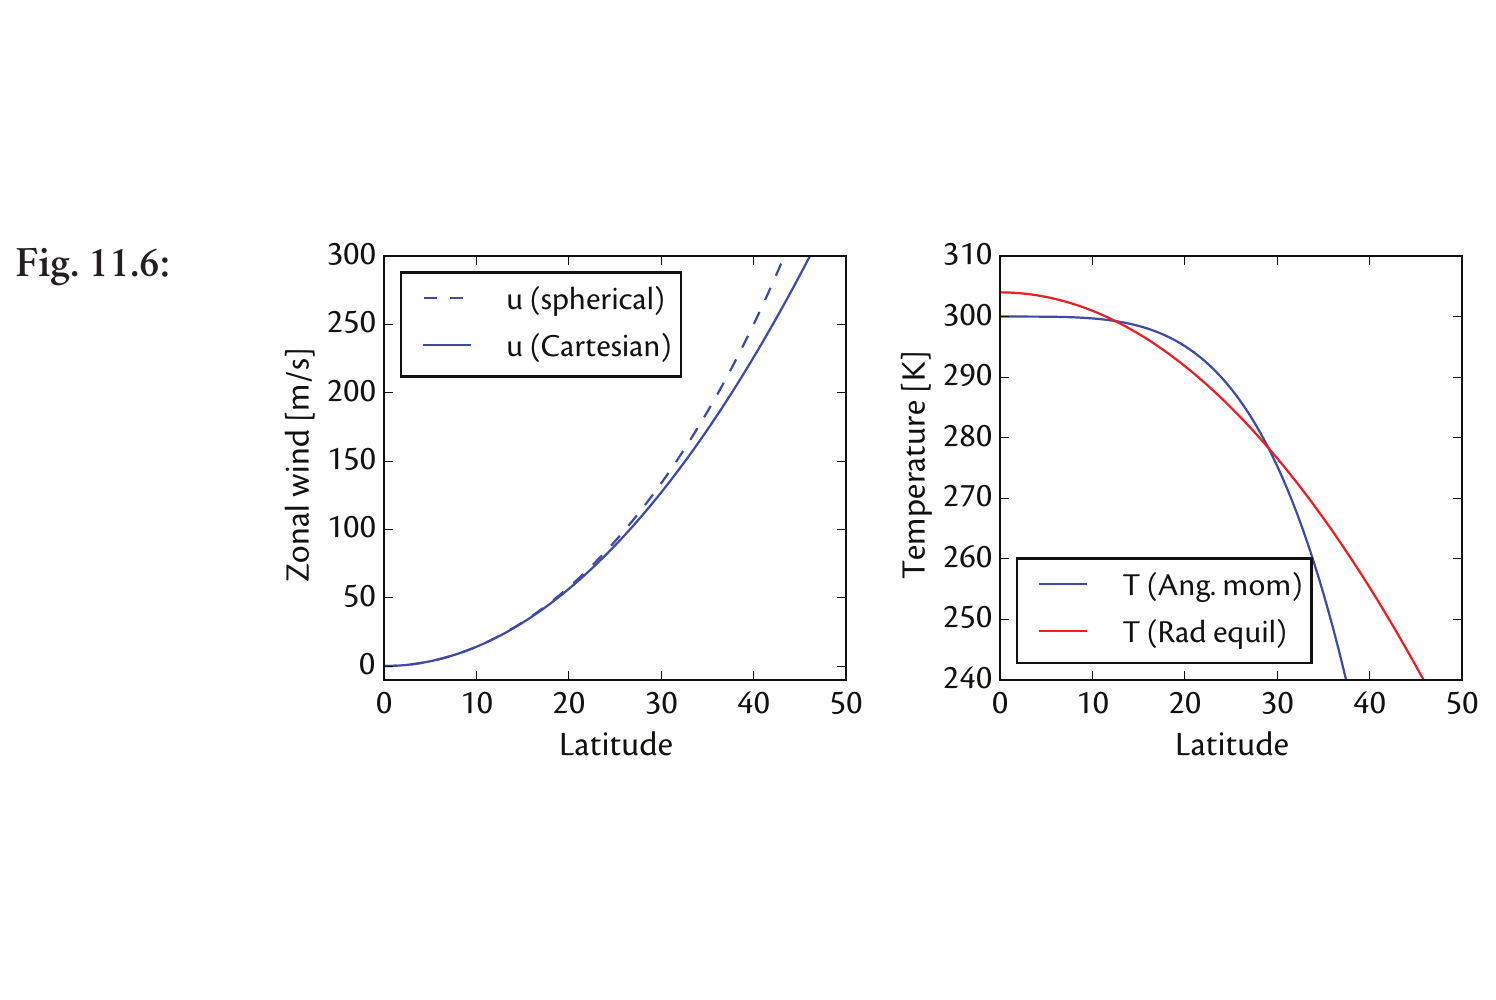 Fig. 11.6:
300
250
200
150
100
50
0
Zonal wind [m/s]
u (spherical)
u (Cartesian)
0 10 20 30 40 50
Latitude
310
300
290
280
270
260
250
240
Temperature [K]
T (Ang. mom)
T (Rad equil)
0 10 20 30 40 50
Latitude